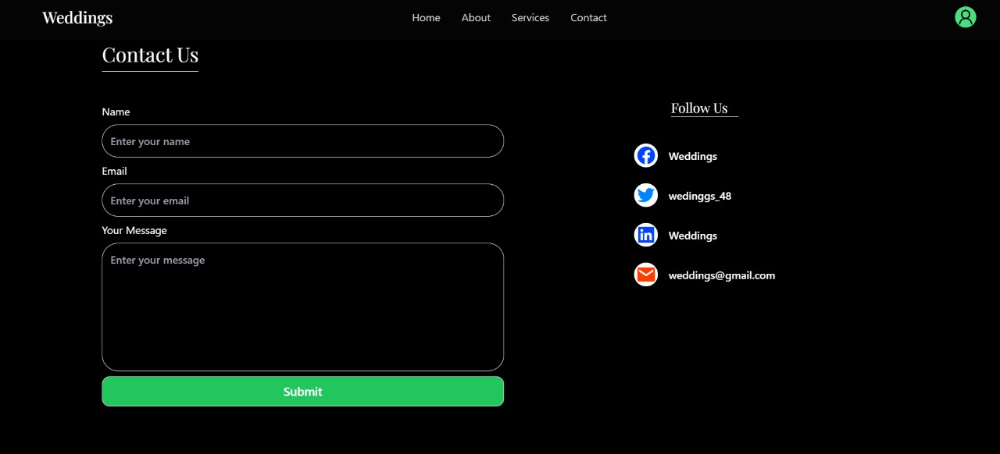 Weddings
Home About Services Contact
Contact Us
Name
Enter your name
Email
Enter your email
Your Message
Enter your message
Submit
Follow Us
Weddings
wedinggs_48
Weddings
weddings@gmail.com